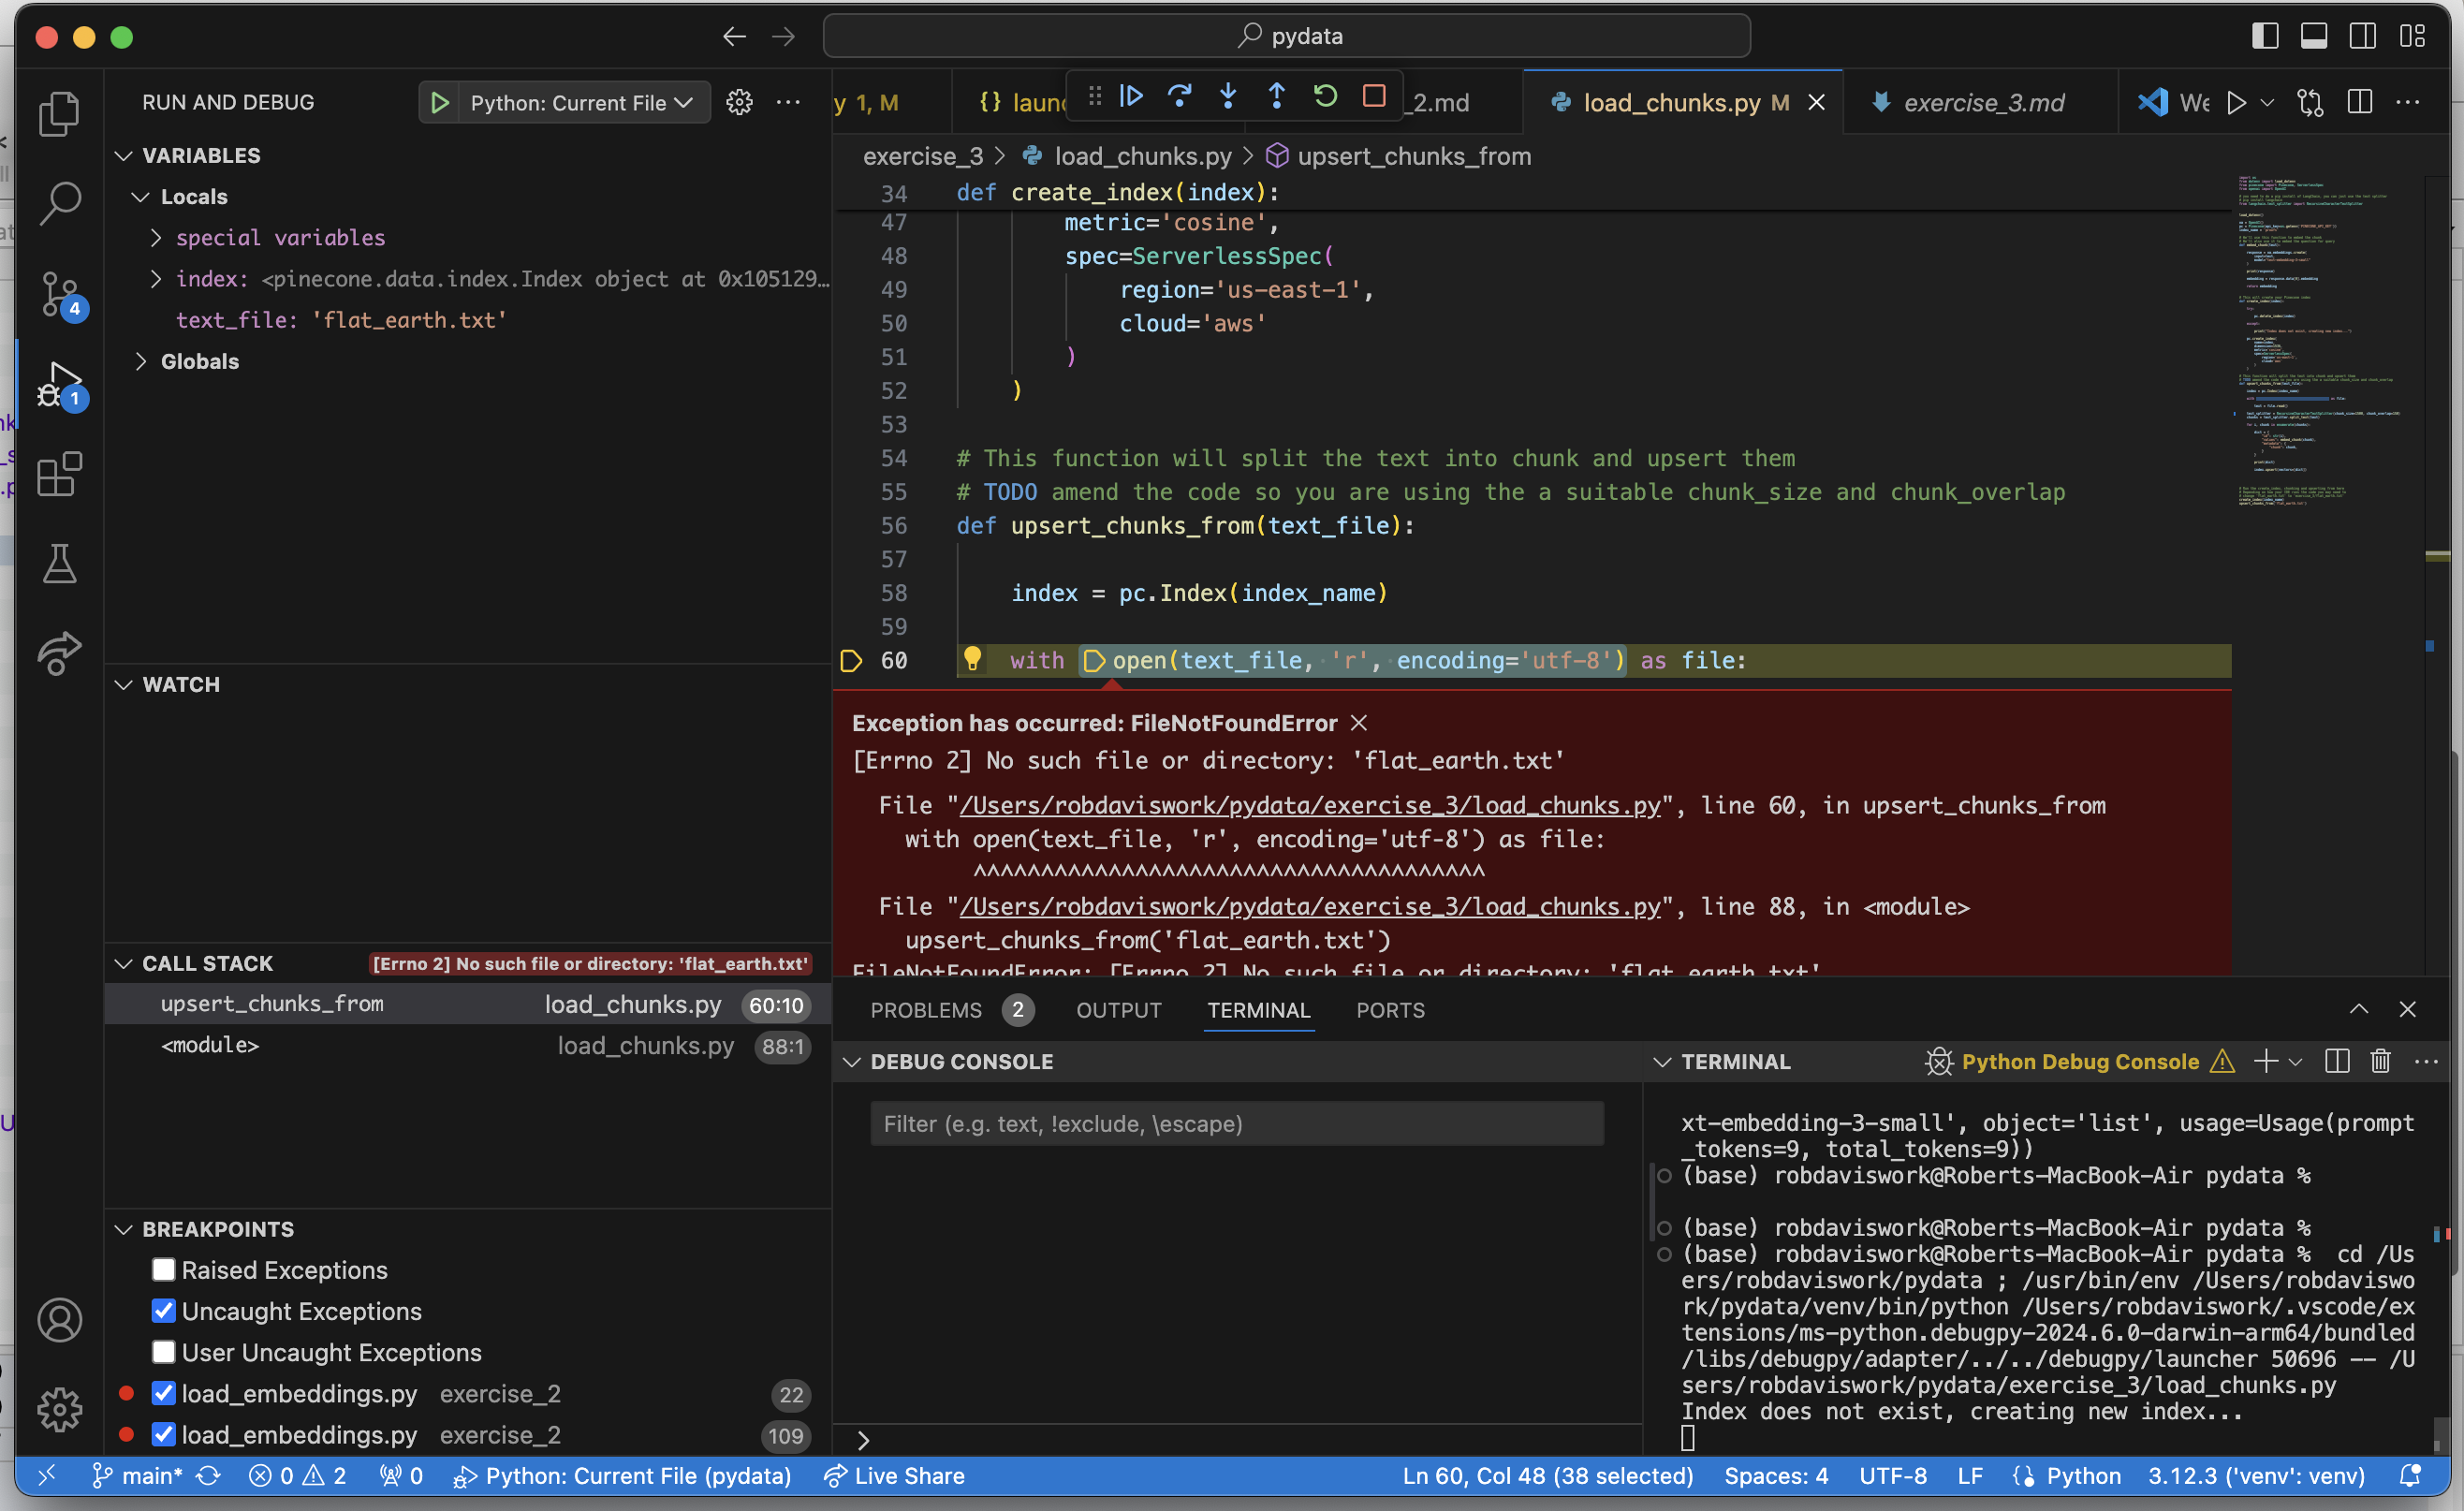 pydata
RUN AND DEBUG
Python: Current File
y 1, M
{} laun
_2.md
load_chunks.py M
exercise_3.md
We
VARIABLES
Locals
special variables
index: <pinecone.data.index.Index object at 0x105129…
text_file: 'flat_earth.txt'
Globals
WATCH
CALL STACK
[Errno 2] No such file or directory: 'flat_earth.txt'
upsert_chunks_from load_chunks.py 60:10
<module> load_chunks.py 88:1
BREAKPOINTS
Raised Exceptions
Uncaught Exceptions
User Uncaught Exceptions
load_embeddings.py exercise_2 22
load_embeddings.py exercise_2 109
4
1
exercise_3 > load_chunks.py > upsert_chunks_from
34 def create_index(index):
47 metric='cosine',
48 spec=ServerlessSpec(
49 region='us-east-1',
50 cloud='aws'
51 )
52 )
53
54 # This function will split the text into chunk and upsert them
55 # TODO amend the code so you are using the a suitable chunk_size and chunk_overlap
56 def upsert_chunks_from(text_file):
57
58 index = pc.Index(index_name)
59
60 with open(text_file, 'r', encoding='utf-8') as file:
Exception has occurred: FileNotFoundError
[Errno 2] No such file or directory: 'flat_earth.txt'
File "/Users/robdaviswork/pydata/exercise_3/load_chunks.py", line 60, in upsert_chunks_from
with open(text_file, 'r', encoding='utf-8') as file:
^^^^^^^^^^^^^^^^^^^^^^^^^^^^^^^^^^^^^^
File "/Users/robdaviswork/pydata/exercise_3/load_chunks.py", line 88, in <module>
upsert_chunks_from('flat_earth.txt')
FileNotFoundError: [Errno 2] No such file or directory: 'flat_earth.txt'
PROBLEMS 2 OUTPUT TERMINAL PORTS
DEBUG CONSOLE
Filter (e.g. text, !exclude, \escape)
>
TERMINAL
Python Debug Console
xt-embedding-3-small', object='list', usage=Usage(prompt
_tokens=9, total_tokens=9))
(base) robdaviswork@Roberts-MacBook-Air pydata %
(base) robdaviswork@Roberts-MacBook-Air pydata %
(base) robdaviswork@Roberts-MacBook-Air pydata % cd /Us
ers/robdaviswork/pydata ; /usr/bin/env /Users/robdaviswo
rk/pydata/venv/bin/python /Users/robdaviswork/.vscode/ex
tensions/ms-python.debugpy-2024.6.0-darwin-arm64/bundled
/libs/debugpy/adapter/../../debugpy/launcher 50696 -- /U
sers/robdaviswork/pydata/exercise_3/load_chunks.py
Index does not exist, creating new index...
main* 0 2 0 Python: Current File (pydata) Live Share
Ln 60, Col 48 (38 selected) Spaces: 4 UTF-8 LF Python 3.12.3 ('venv': venv)